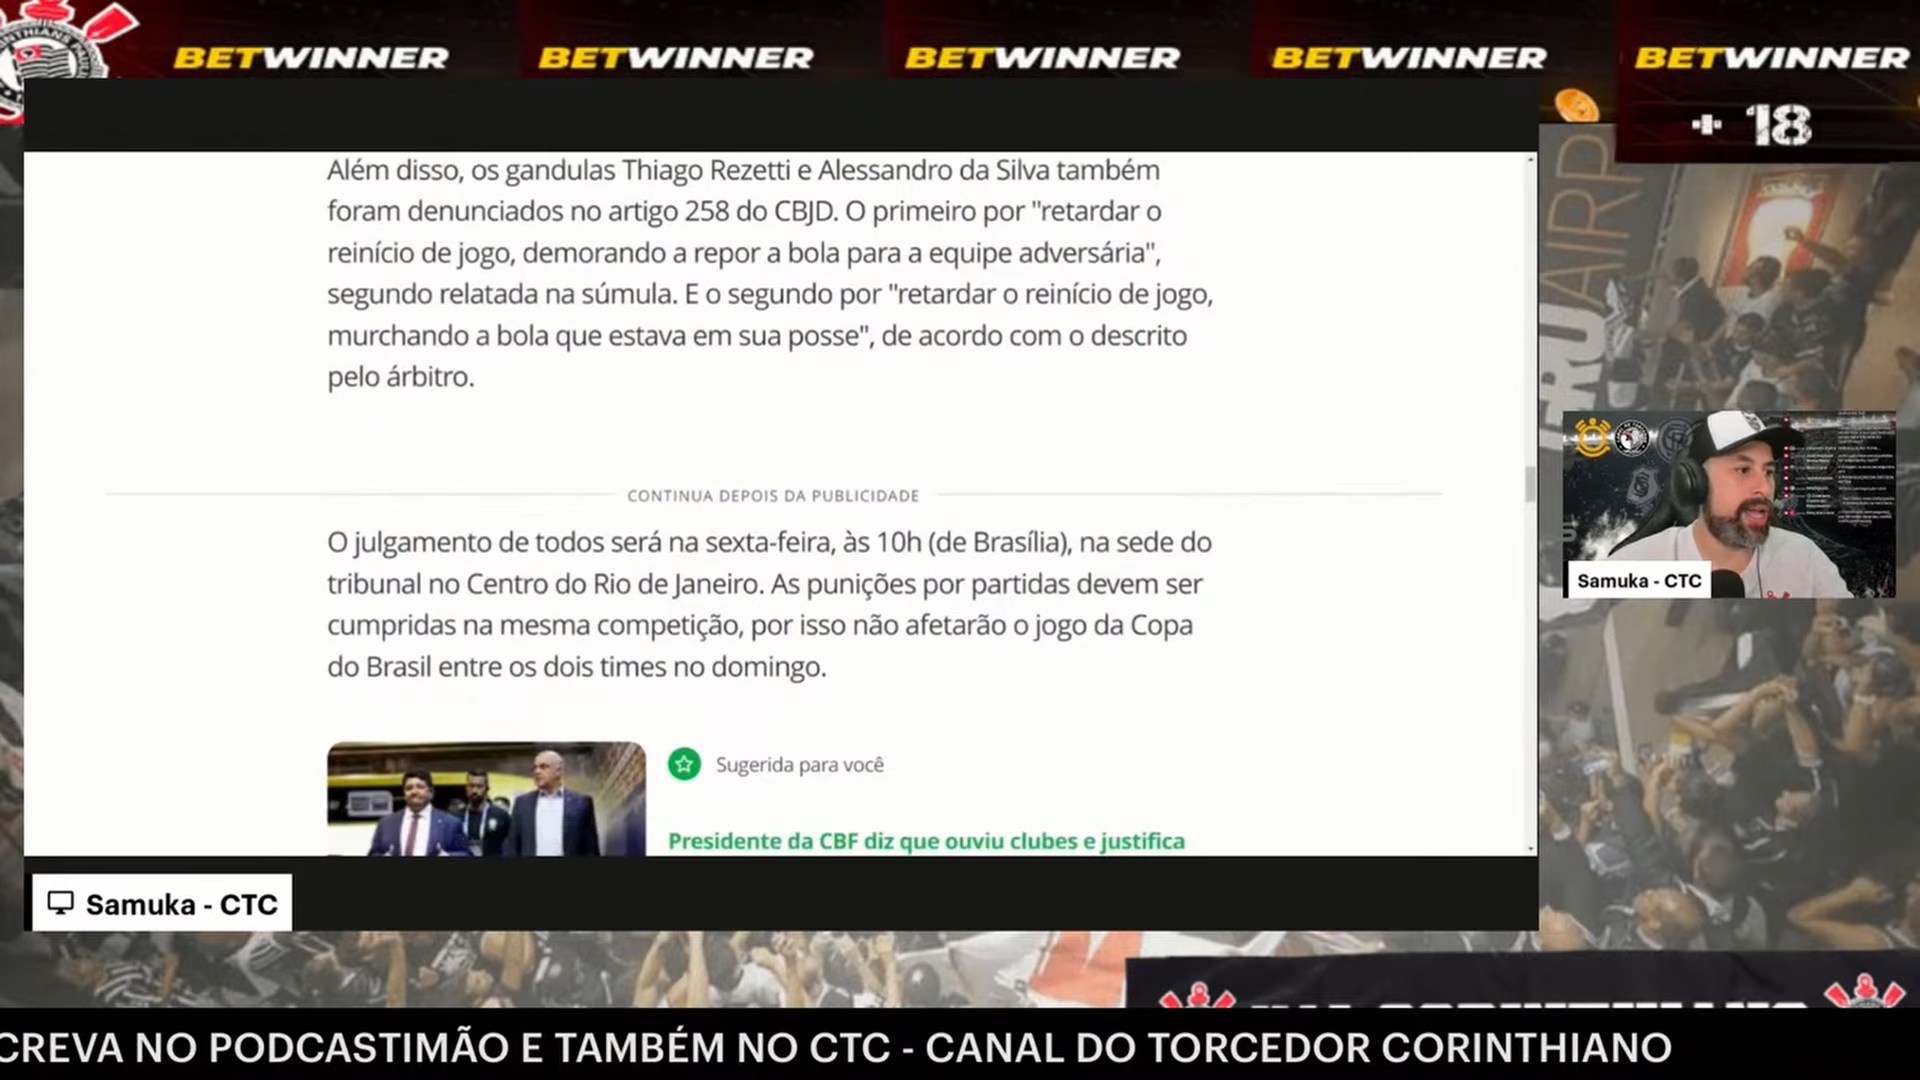 BETWINNER BETWINNER BETWINNER BETWINNER BETWINNER
+ 18
Além disso, os gandulas Thiago Rezetti e Alessandro da Silva também
foram denunciados no artigo 258 do CBJD. O primeiro por "retardar o
reinício de jogo, demorando a repor a bola para a equipe adversária",
segundo relatada na súmula. E o segundo por "retardar o reinício de jogo,
murchando a bola que estava em sua posse", de acordo com o descrito
pelo árbitro.
CONTINUA DEPOIS DA PUBLICIDADE
O julgamento de todos será na sexta-feira, às 10h (de Brasília), na sede do
tribunal no Centro do Rio de Janeiro. As punições por partidas devem ser
cumpridas na mesma competição, por isso não afetarão o jogo da Copa
do Brasil entre os dois times no domingo.
Sugerida para você
Presidente da CBF diz que ouviu clubes e justifica
Samuka - CTC
Samuka - CTC
CREVA NO PODCASTIMÃO E TAMBÉM NO CTC - CANAL DO TORCEDOR CORINTHIANO